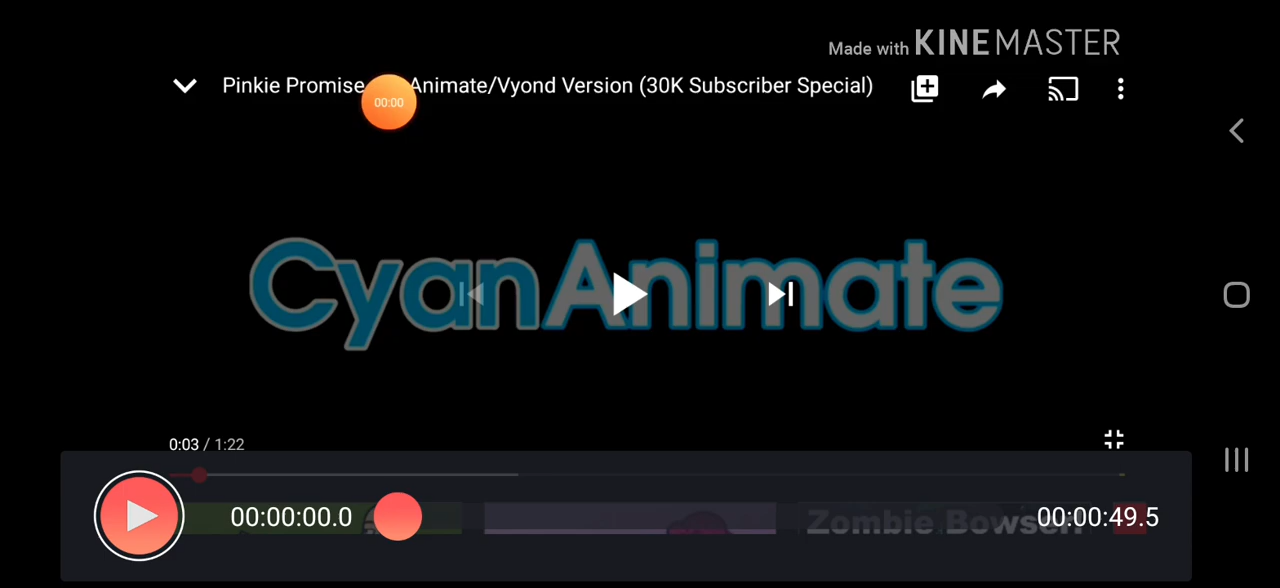 Made with KINEMASTER
Pinkie Promise Animate/Vyond Version (30K Subscriber Special)
00:00
CyanAnimate
0:03 / 1:22
00:00:00.0
Zombie Bowser
00:00:49.5